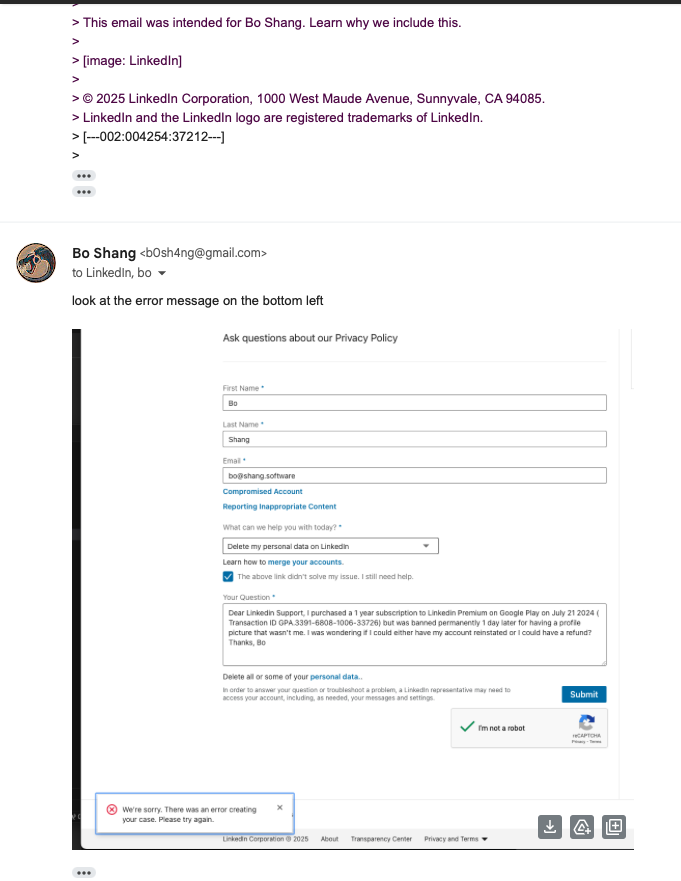 >
> This email was intended for Bo Shang. Learn why we include this.
>
> [image: LinkedIn]
>
> © 2025 LinkedIn Corporation, 1000 West Maude Avenue, Sunnyvale, CA 94085.
> LinkedIn and the LinkedIn logo are registered trademarks of LinkedIn.
> [---002:004254:37212---]
>
Bo Shang <b0sh4ng@gmail.com>
to LinkedIn, bo
look at the error message on the bottom left
Ask questions about our Privacy Policy
First Name *
Bo
Last Name *
Shang
Email *
bo@shang.software
Compromised Account
Reporting Inappropriate Content
What can we help you with today? *
Delete my personal data on LinkedIn
Learn how to merge your accounts.
The above link didn't solve my issue. I still need help.
Your Question *
Dear Linkedin Support, I purchased a 1 year subscription to Linkedin Premium on Google Play on July 21 2024 (
Transaction ID GPA.3391-6808-1006-33726) but was banned permanently 1 day later for having a profile
picture that wasn't me. I was wondering if I could either have my account reinstated or I could have a refund?
Thanks, Bo
Delete all or some of your personal data..
In order to answer your question or troubleshoot a problem, a LinkedIn representative may need to
access your account, including, as needed, your messages and settings.
Submit
I'm not a robot
reCAPTCHA
Privacy - Terms
We're sorry. There was an error creating
your case. Please try again.
LinkedIn Corporation © 2025 About Transparency Center Privacy and Terms